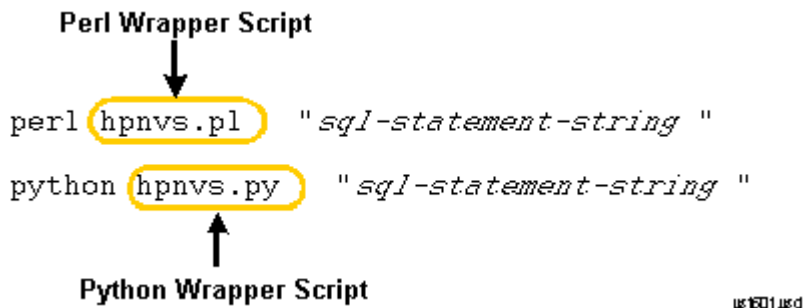 Perl Wrapper Script
perl hpnvs.pl "sql-statement-string "
python hpnvs.py "sql-statement-string "
Python Wrapper Script